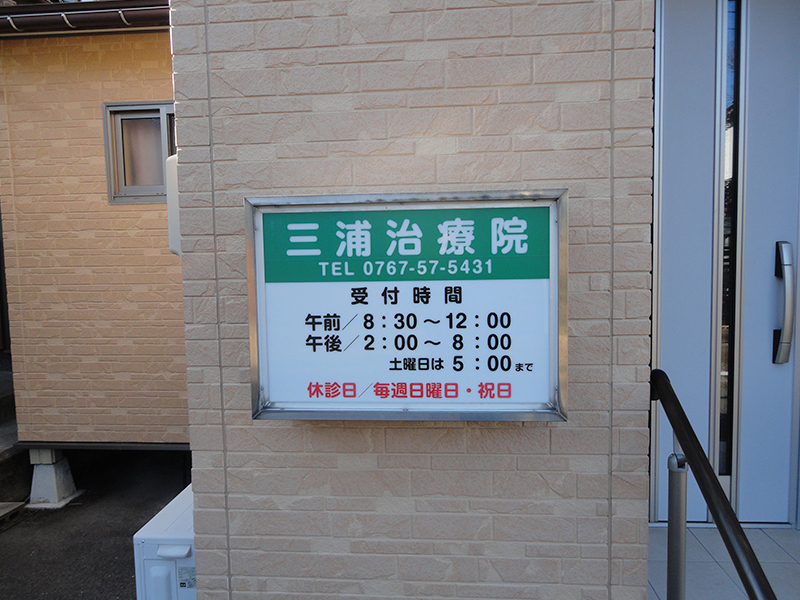 三浦治療院
TEL 0767-57-5431
受付時間
午前/8:30～12:00
午後/2:00～ 8:00
土曜日は 5:00まで
休診日/毎週日曜日・祝日